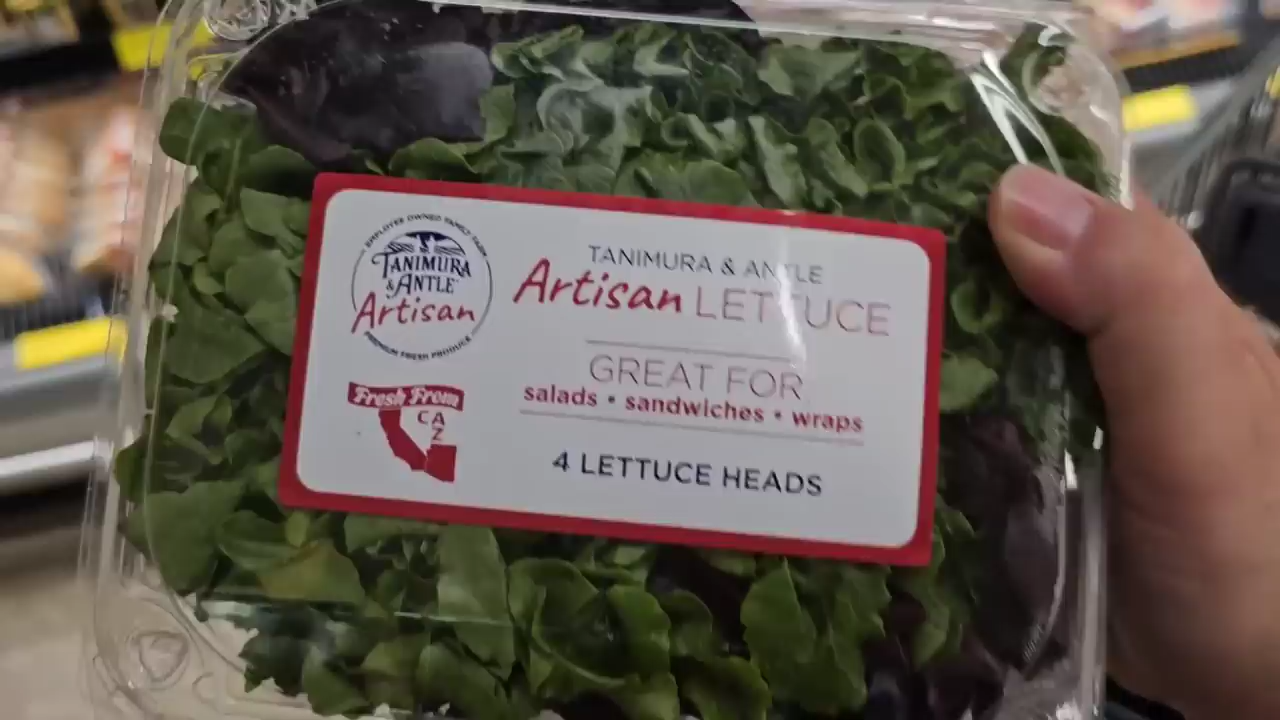 EMPLOYEE OWNED FAMILY FARM
TANIMURA
& ANTLE
Artisan
PREMIUM FRESH PRODUCE
TANIMURA & ANTLE
Artisan LETTUCE
GREAT FOR
salads • sandwiches • wraps
4 LETTUCE HEADS
Fresh From
CA
Z